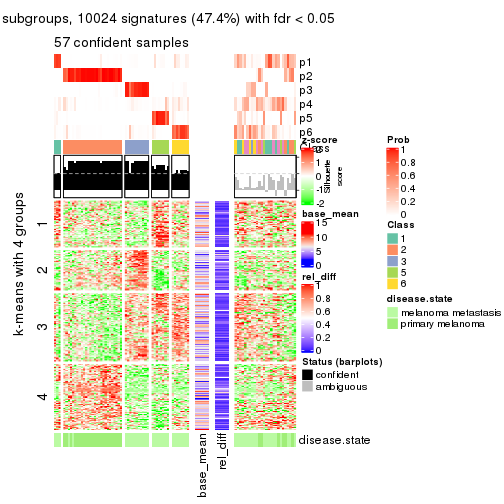 subgroups, 10024 signatures (47.4%) with fdr < 0.05
57 confident samples
p1
p2
p3
p4
p5
p6
Class
Silhouette
score
k-means with 4 groups
1
2
3
4
base_mean
rel_diff
disease.state
z-score
2
1
0
-1
-2
base_mean
15
10
5
0
rel_diff
1
0.8
0.6
0.4
0.2
0
Status (barplots)
confident
ambiguous
Prob
1
0.8
0.6
0.4
0.2
0
Class
1
2
3
5
6
disease.state
melanoma metastasis
primary melanoma